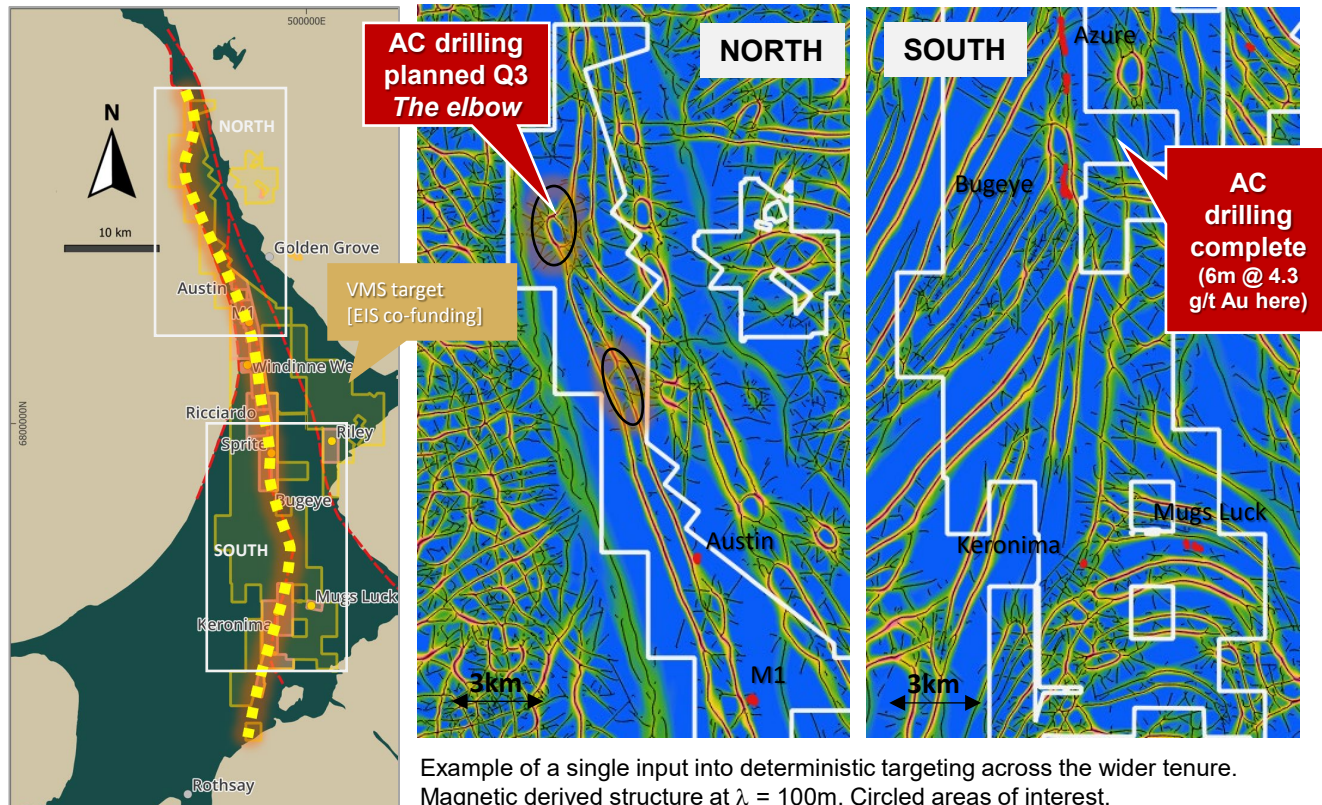 500000E
6800000N
N
NORTH
10 km
Golden Grove
Austin
M1
VMS target
[EIS co-funding]
Windinne We
Ricciardo
Sprite
Riley
Bugeye
SOUTH
Mugs Luck
Keronima
Rothsay
AC drilling
planned Q3
The elbow
NORTH
Austin
M1
3km
SOUTH
Azure
Bugeye
AC
drilling
complete
(6m @ 4.3
g/t Au here)
Mugs Luck
Keronima
3km
Example of a single input into deterministic targeting across the wider tenure.
Magnetic derived structure at λ = 100m. Circled areas of interest.